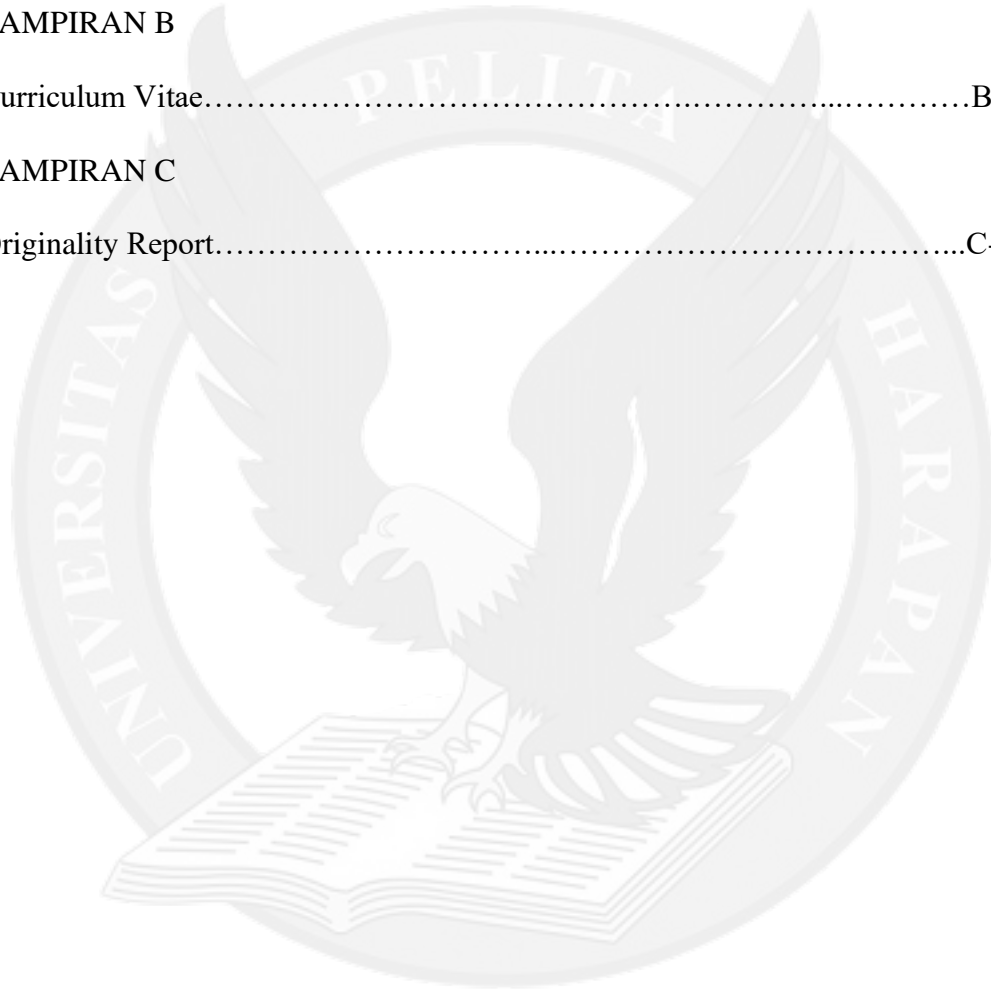 AMPIRAN B
urriculum Vitae……………………………………….…………...…………B
AMPIRAN C
riginality Report…………………………...………………………………...C-
UNIVERSITAS PELITA HARAPAN